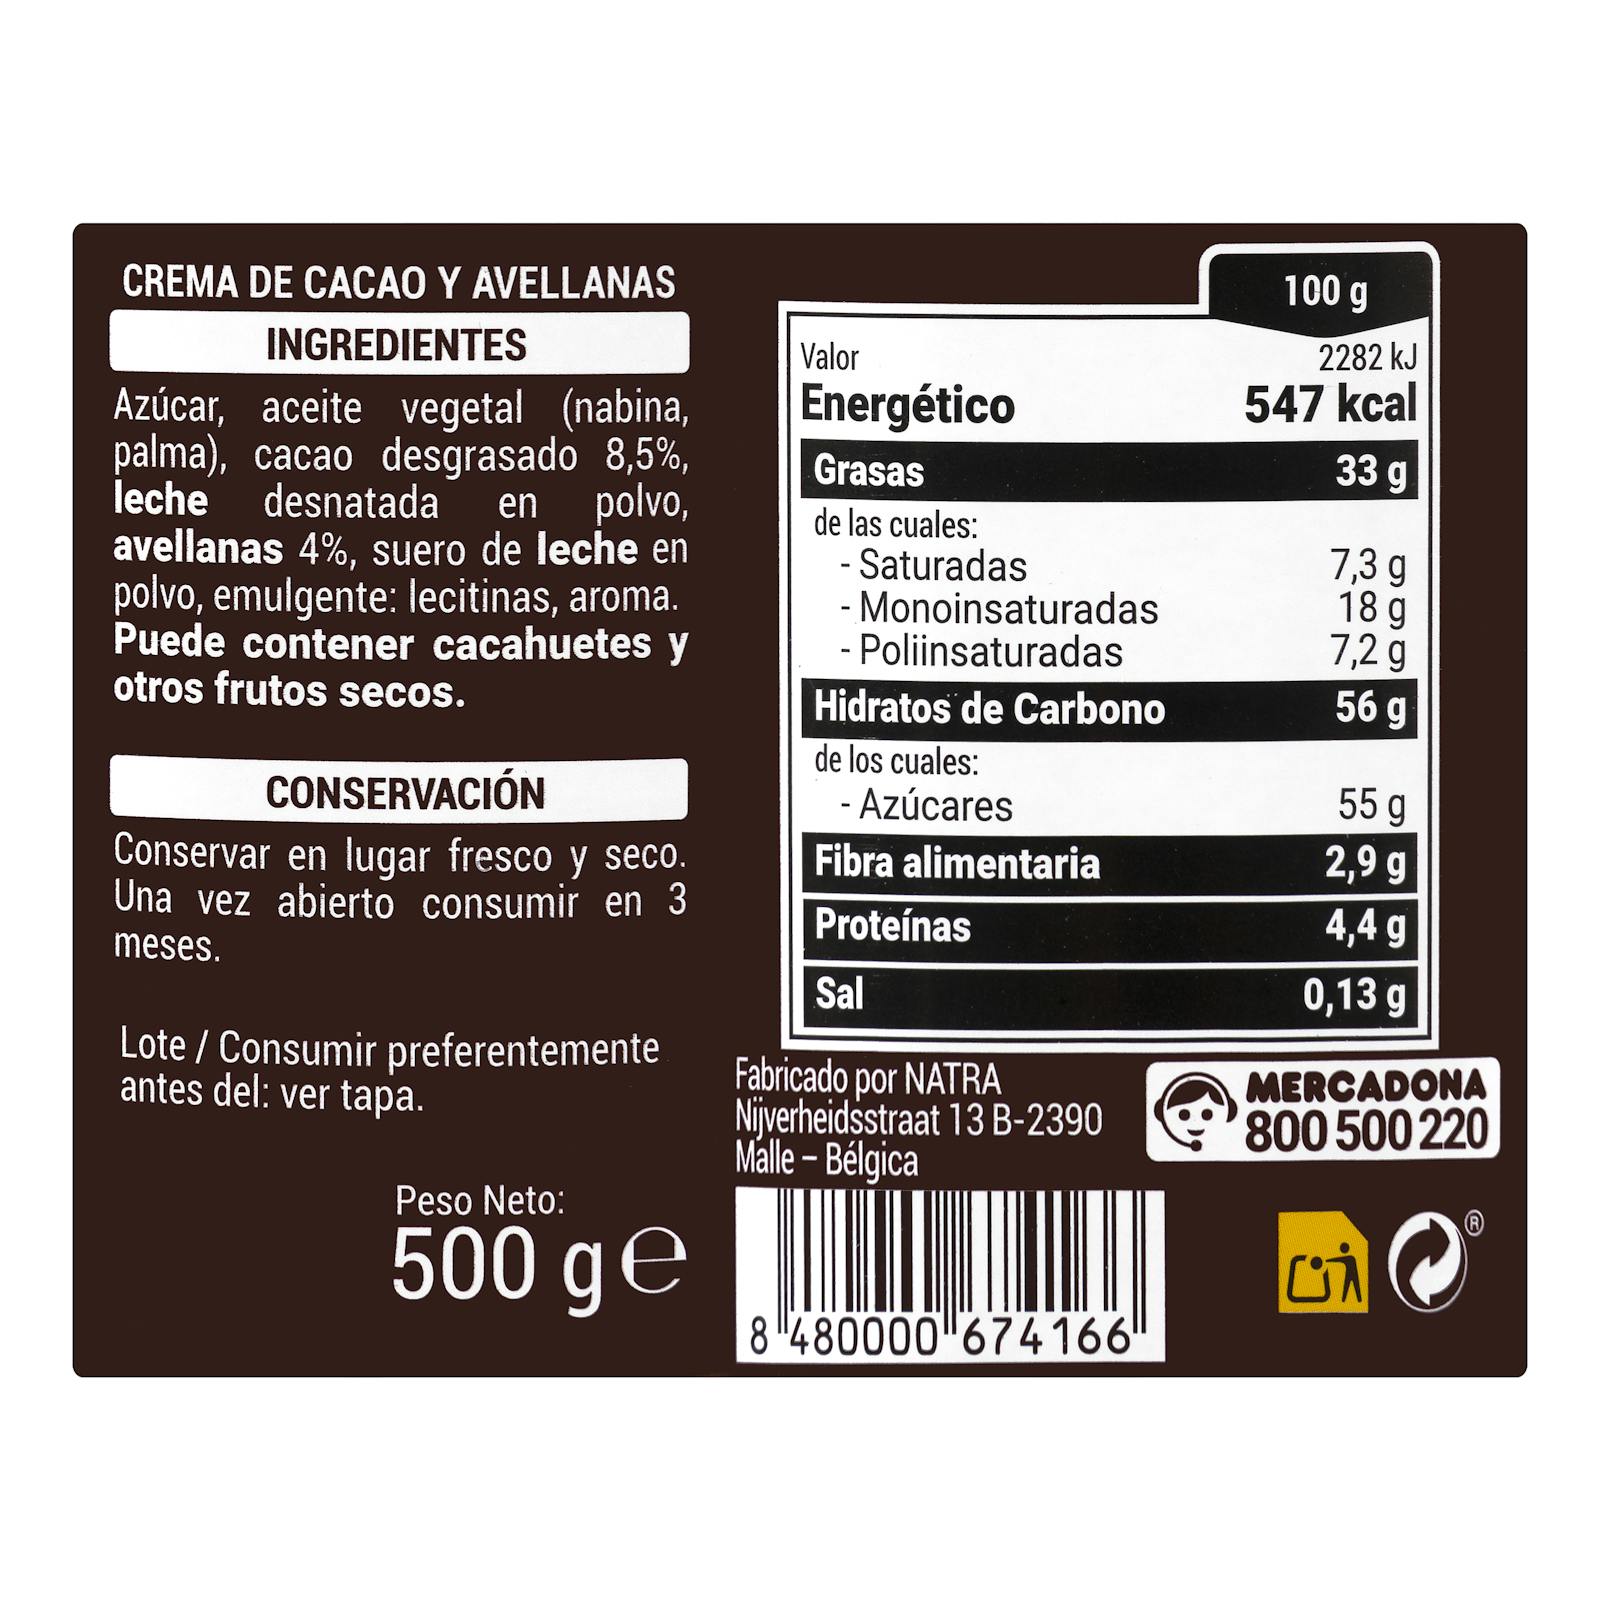 CREMA DE CACAO Y AVELLANAS
INGREDIENTES
Azúcar, aceite vegetal (nabina,
palma), cacao desgrasado 8,5%,
leche desnatada en polvo,
avellanas 4%, suero de leche en
polvo, emulgente: lecitinas, aroma.
Puede contener cacahuetes y
otros frutos secos.
CONSERVACIÓN
Conservar en lugar fresco y seco.
Una vez abierto consumir en 3
meses.
Lote / Consumir preferentemente
antes del: ver tapa.
Peso Neto:
500 g ℮
100 g
Valor 2282 kJ
Energético 547 kcal
Grasas 33 g
de las cuales:
- Saturadas 7,3 g
- Monoinsaturadas 18 g
- Poliinsaturadas 7,2 g
Hidratos de Carbono 56 g
de los cuales:
- Azúcares 55 g
Fibra alimentaria 2,9 g
Proteínas 4,4 g
Sal 0,13 g
Fabricado por NATRA
Nijverheidsstraat 13 B-2390
Malle – Bélgica
MERCADONA
800 500 220
8 480000 674166
®